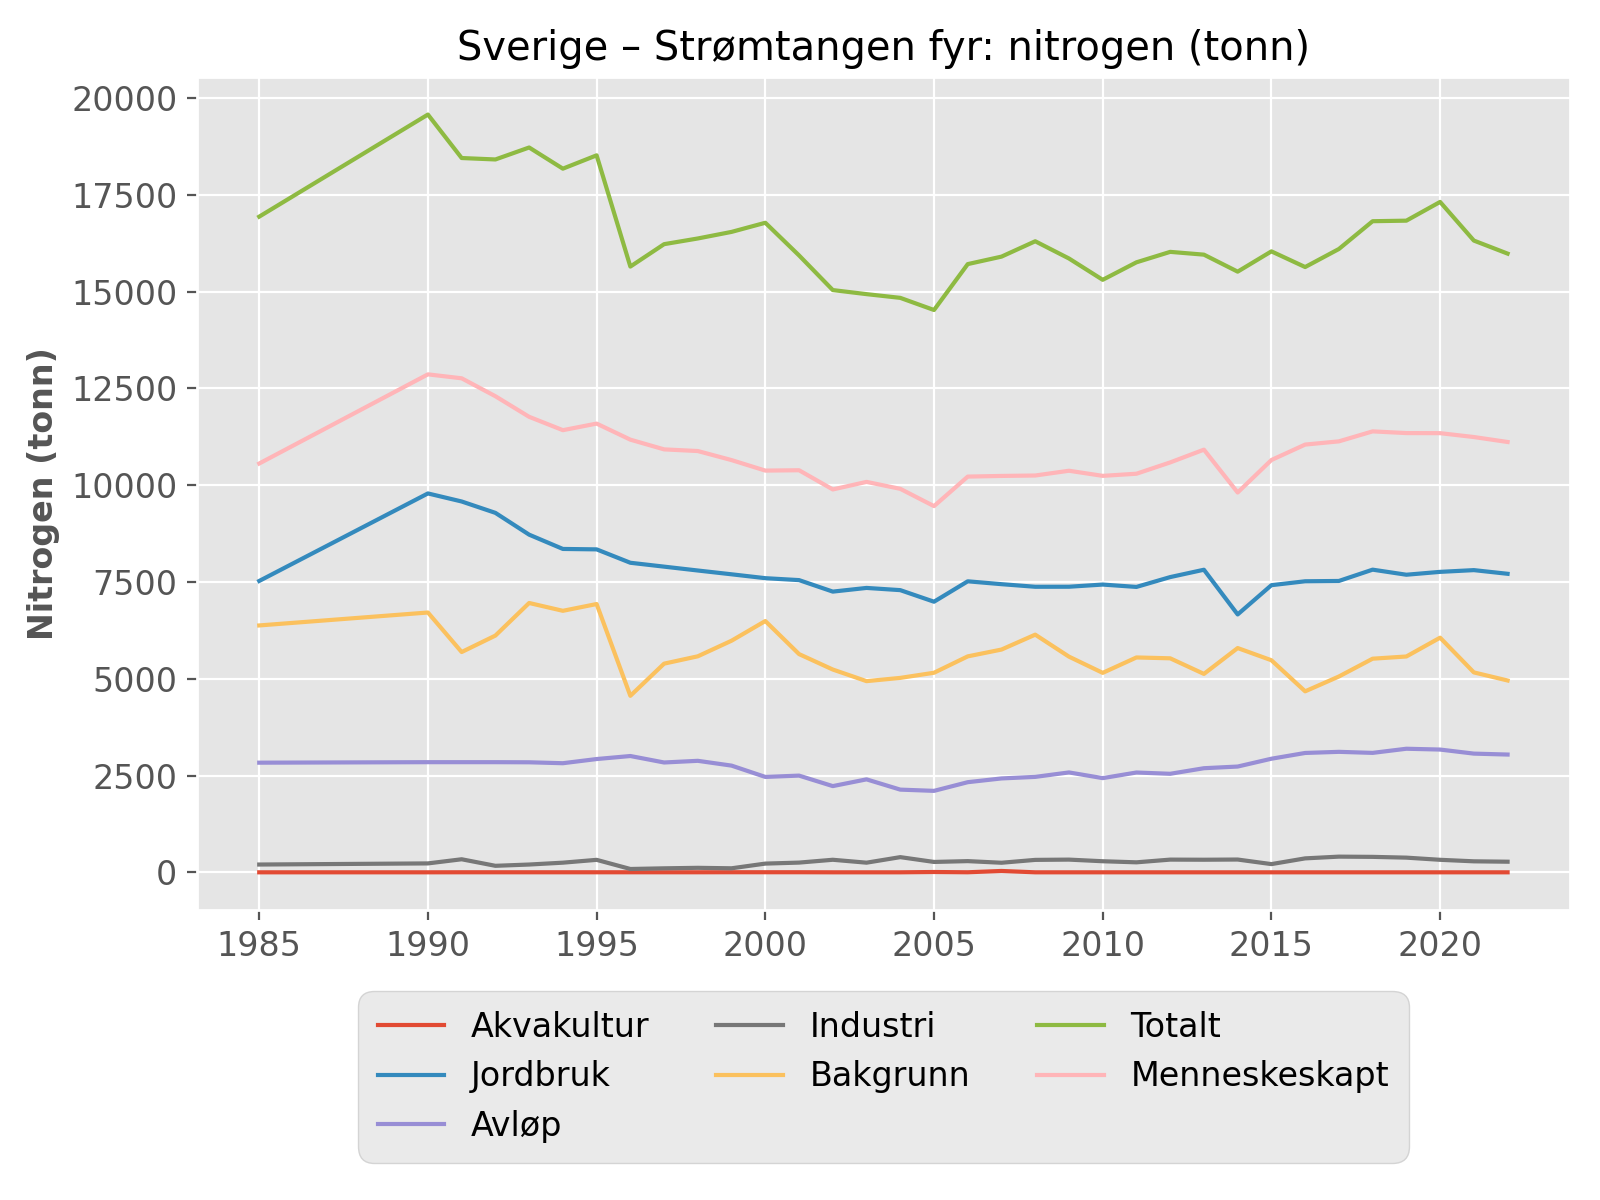 Sverige – Strømtangen fyr: nitrogen (tonn)
20000
17500
15000
12500
10000
7500
5000
2500
0
Nitrogen (tonn)
1985 1990 1995 2000 2005 2010 2015 2020
Akvakultur Industri Totalt
Jordbruk Bakgrunn Menneskeskapt
Avløp